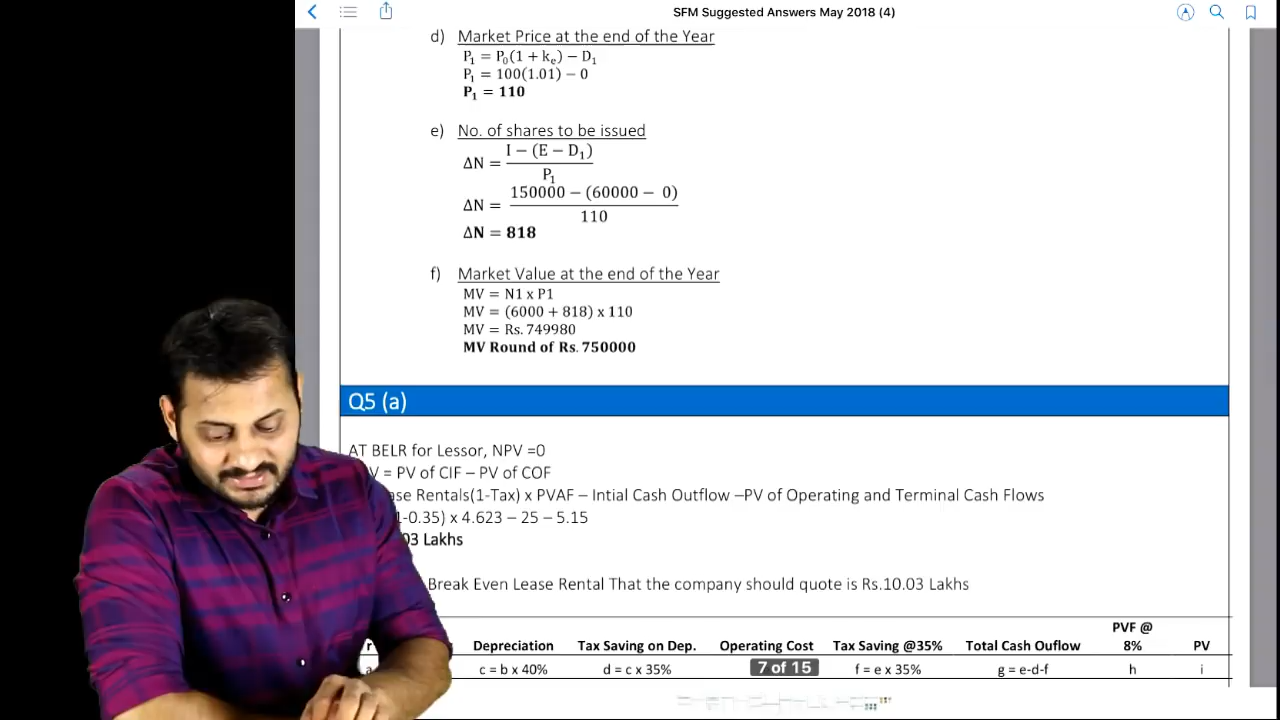 SFM Suggested Answers May 2018 (4)
d) Market Price at the end of the Year
P₁ = P₀(1 + kₑ) − D₁
P₁ = 100(1.01) − 0
P₁ = 110
e) No. of shares to be issued
ΔN = I − (E − D₁) / P₁
ΔN = 150000 − (60000 − 0) / 110
ΔN = 818
f) Market Value at the end of the Year
MV = N1 x P1
MV = (6000 + 818) x 110
MV = Rs. 749980
MV Round of Rs. 750000
Q5 (a)
AT BELR for Lessor, NPV =0
= PV of CIF – PV of COF
Rentals(1-Tax) x PVAF – Intial Cash Outflow –PV of Operating and Terminal Cash Flows
1-0.35) x 4.623 – 25 – 5.15
03 Lakhs
Break Even Lease Rental That the company should quote is Rs.10.03 Lakhs
Depreciation Tax Saving on Dep. Operating Cost Tax Saving @35% Total Cash Ouflow PVF @ 8% PV
c = b x 40% d = c x 35% f = e x 35% g = e-d-f h i
7 of 15